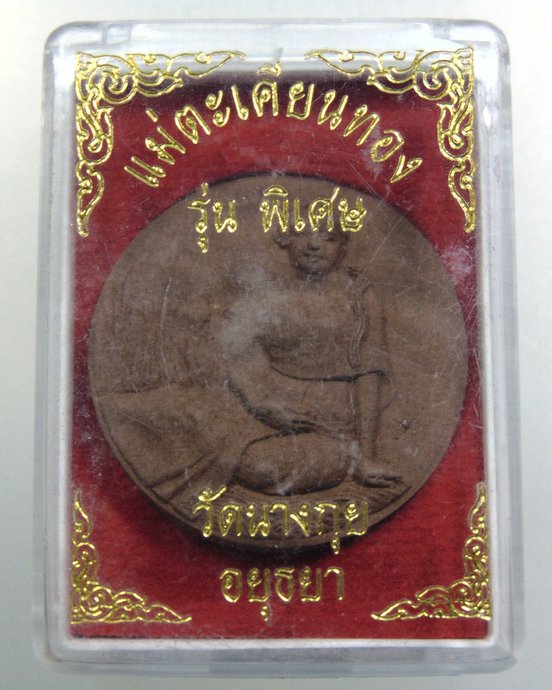 แม่ตะเคียนทอง
รุ่น พิเศษ
วัดนางกุย
อยุธยา